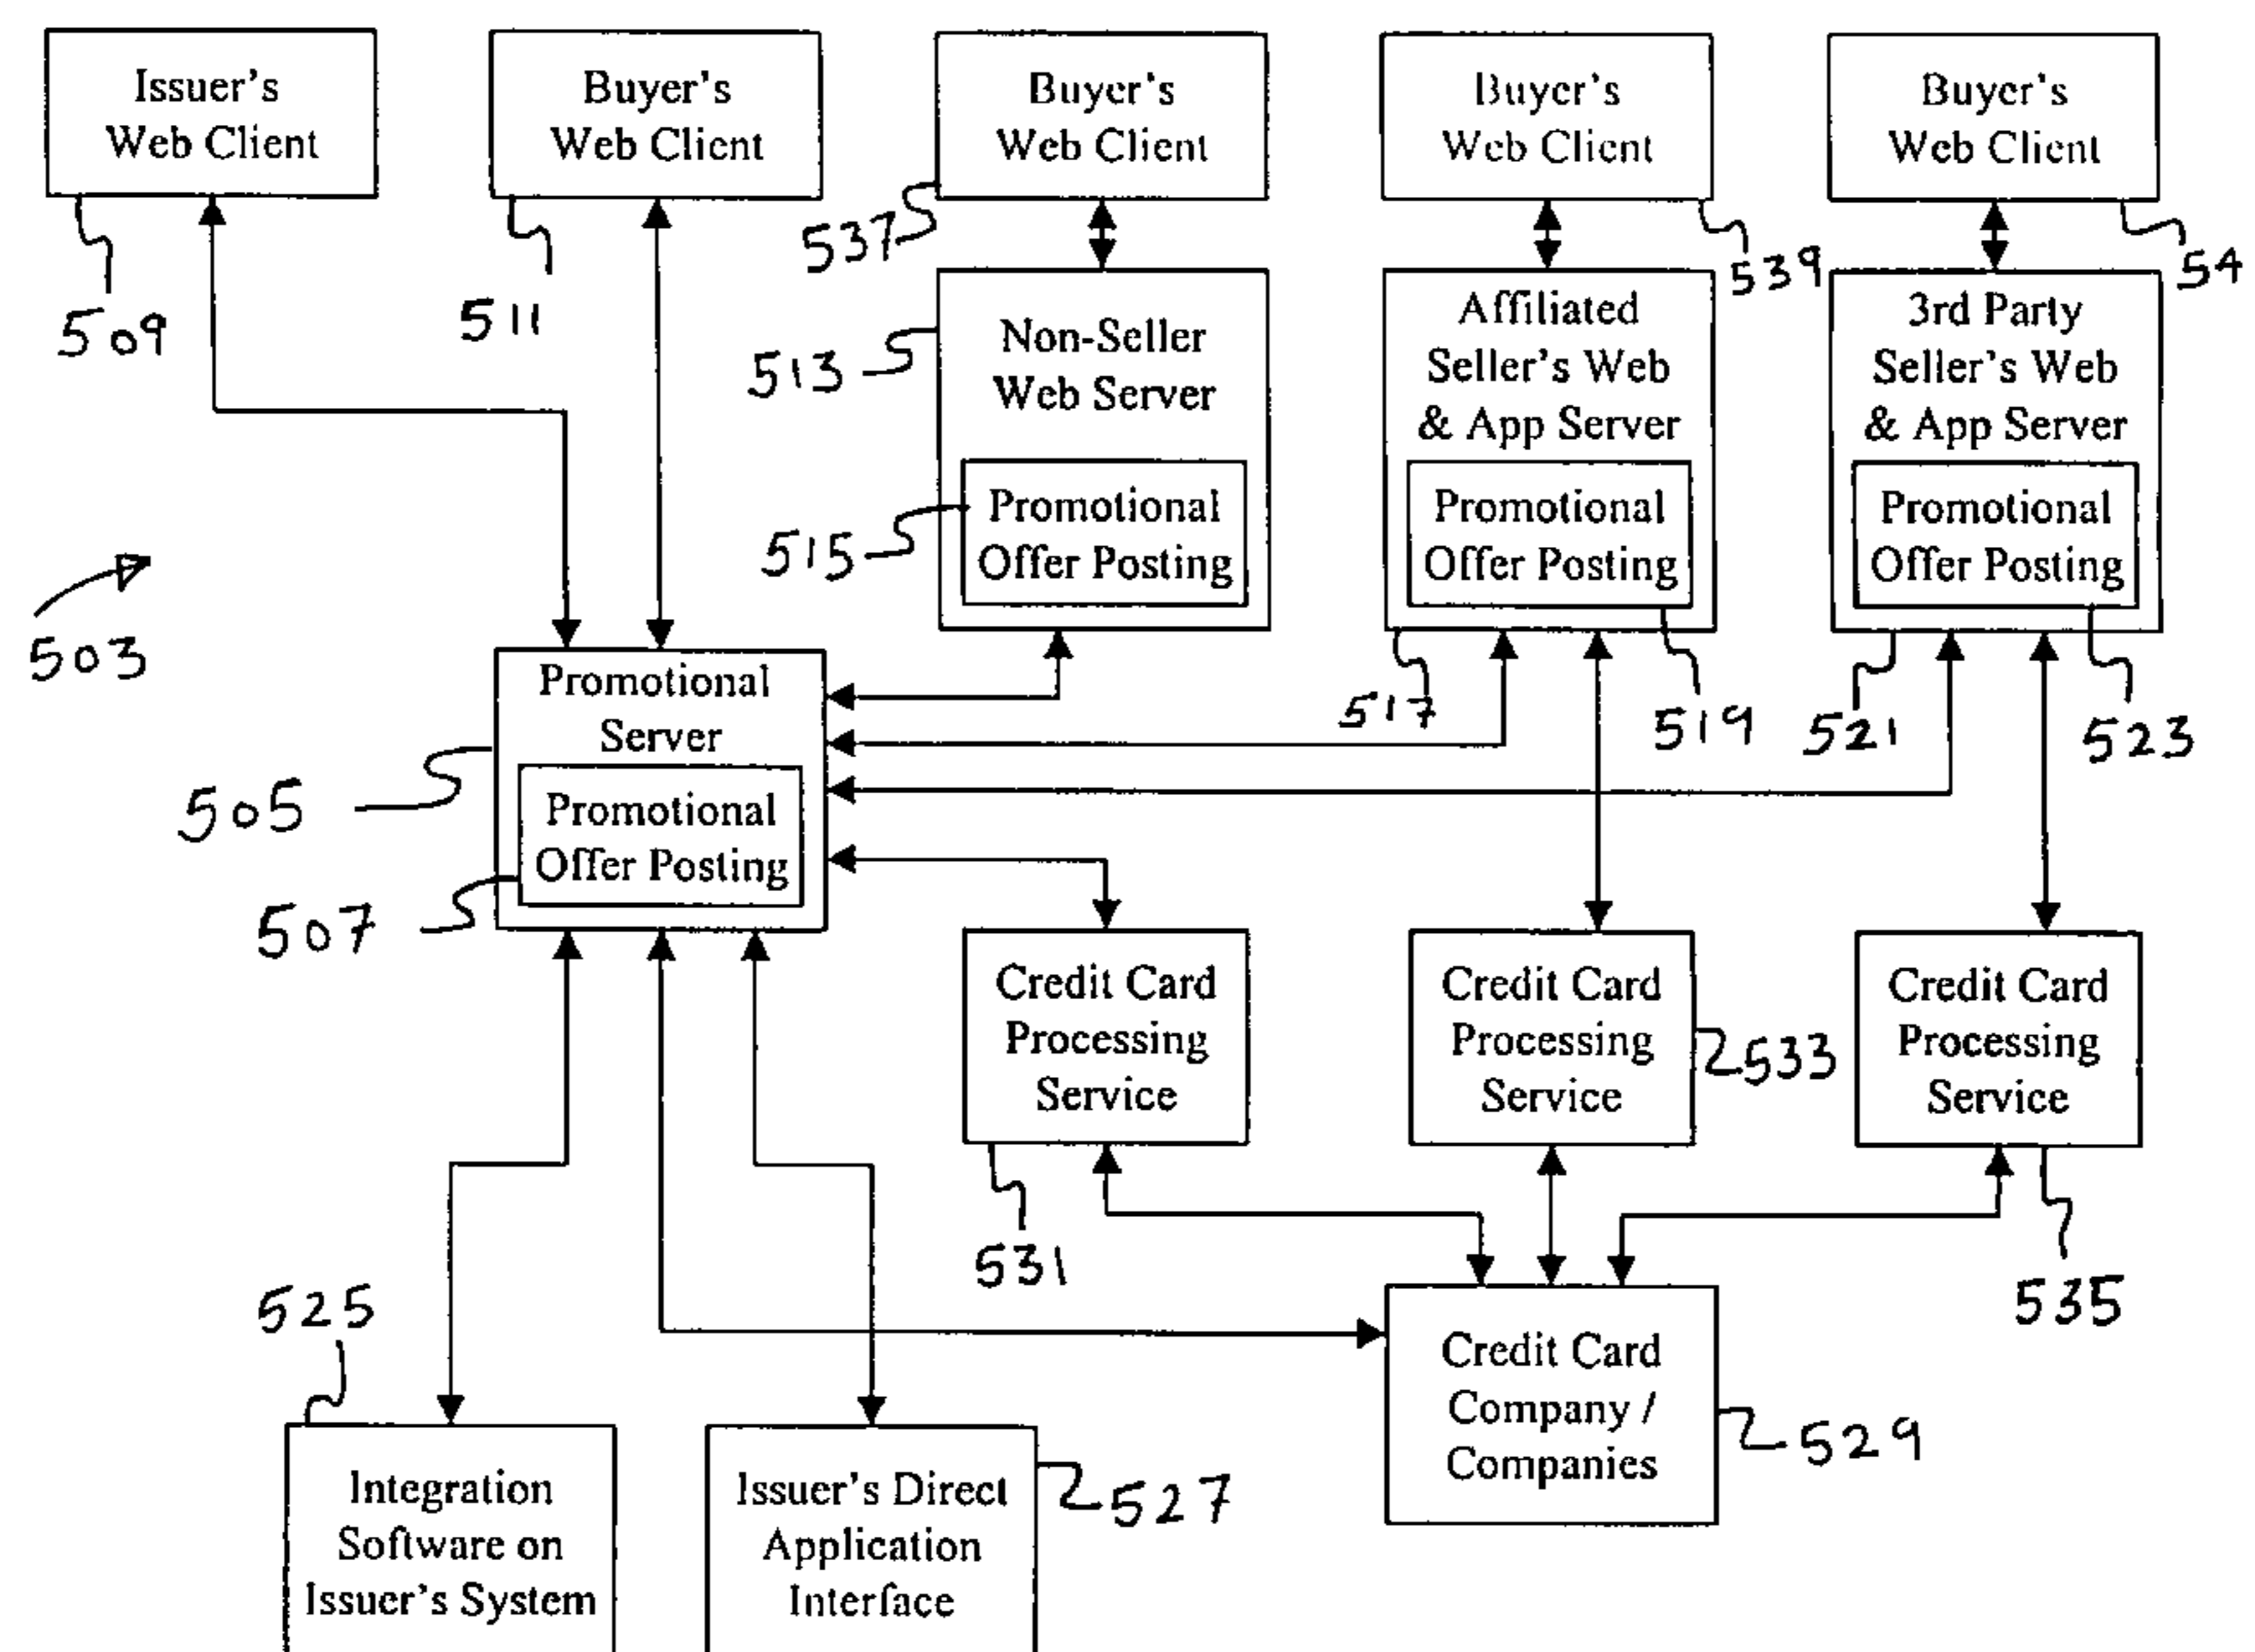 Issuer's
Web Client
Buyer's
Web Client
Buyer's
Web Client
Buyer's
Web Client
Buyer's
Web Client
509
511
537
539
54
513
Non-Seller
Web Server
515
Promotional
Offer Posting
Affiliated
Seller's Web
& App Server
Promotional
Offer Posting
3rd Party
Seller's Web
& App Server
Promotional
Offer Posting
503
517
519
521
523
Promotional
Server
505
Promotional
Offer Posting
507
Credit Card
Processing
Service
Credit Card
Processing
Service
533
Credit Card
Processing
Service
531
535
525
Credit Card
Company /
Companies
529
Integration
Software on
Issuer's System
Issuer's Direct
Application
Interface
527